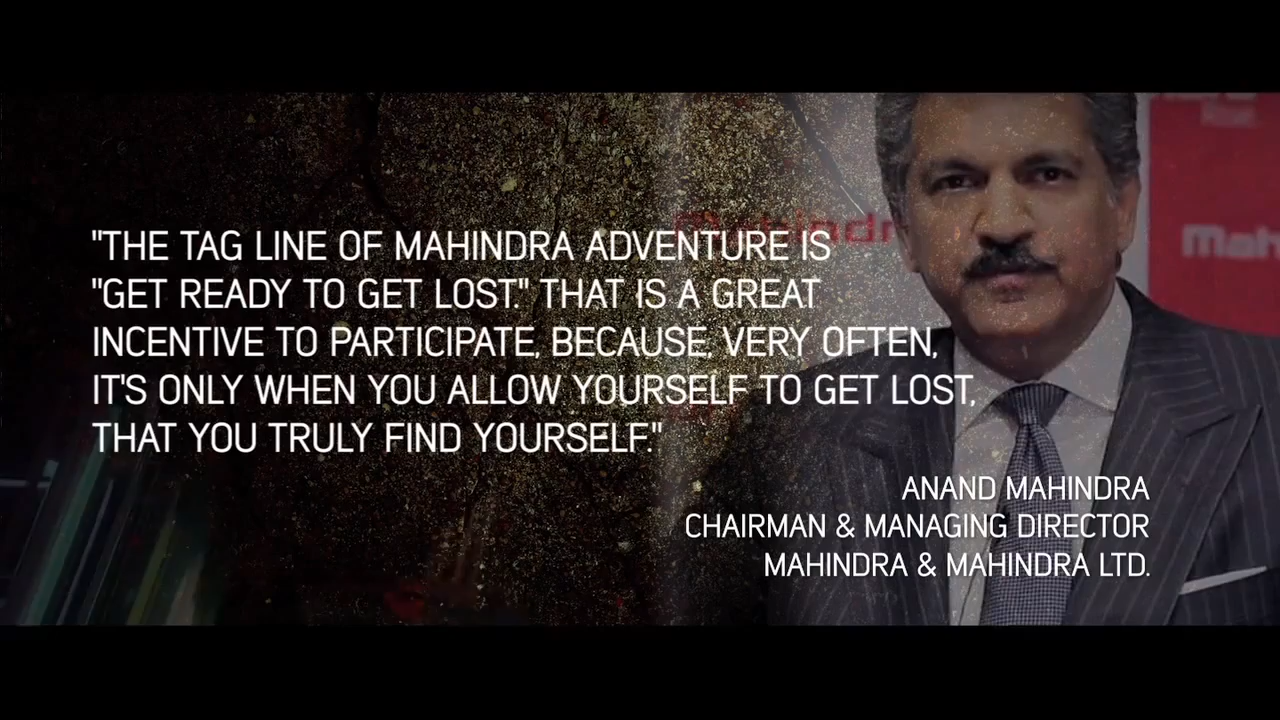 "THE TAG LINE OF MAHINDRA ADVENTURE IS
"GET READY TO GET LOST." THAT IS A GREAT
INCENTIVE TO PARTICIPATE, BECAUSE, VERY OFTEN,
IT'S ONLY WHEN YOU ALLOW YOURSELF TO GET LOST,
THAT YOU TRULY FIND YOURSELF."
ANAND MAHINDRA
CHAIRMAN & MANAGING DIRECTOR
MAHINDRA & MAHINDRA LTD.